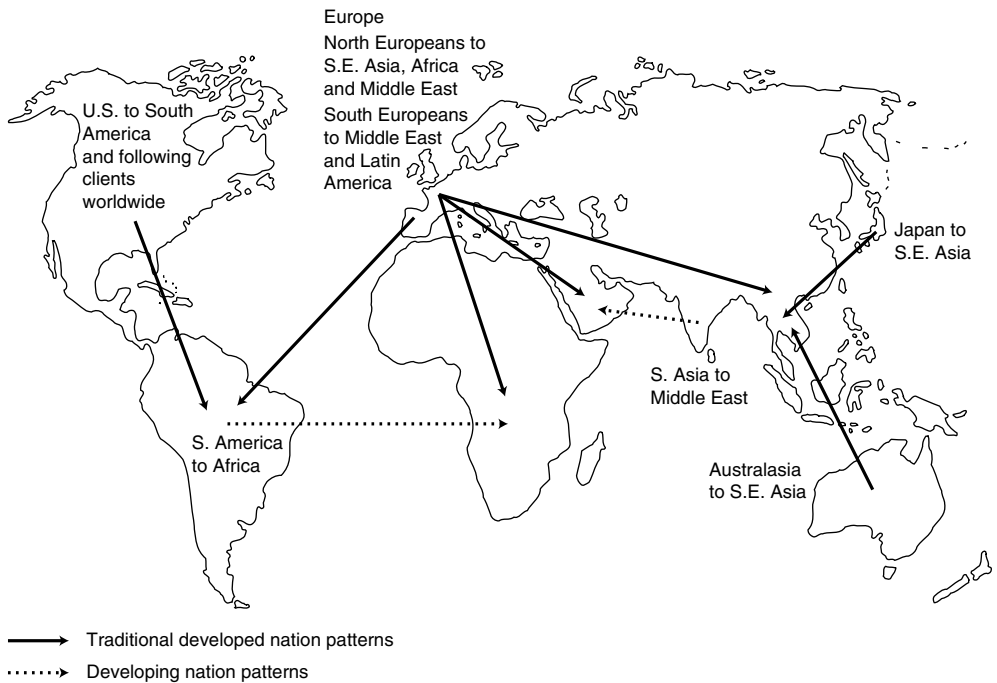 Europe
North Europeans to
S.E. Asia, Africa
and Middle East
South Europeans
to Middle East
and Latin
America
U.S. to South
America
and following
clients
worldwide
Japan to
S.E. Asia
S. Asia to
Middle East
S. America
to Africa
Australasia
to S.E. Asia
Traditional developed nation patterns
Developing nation patterns